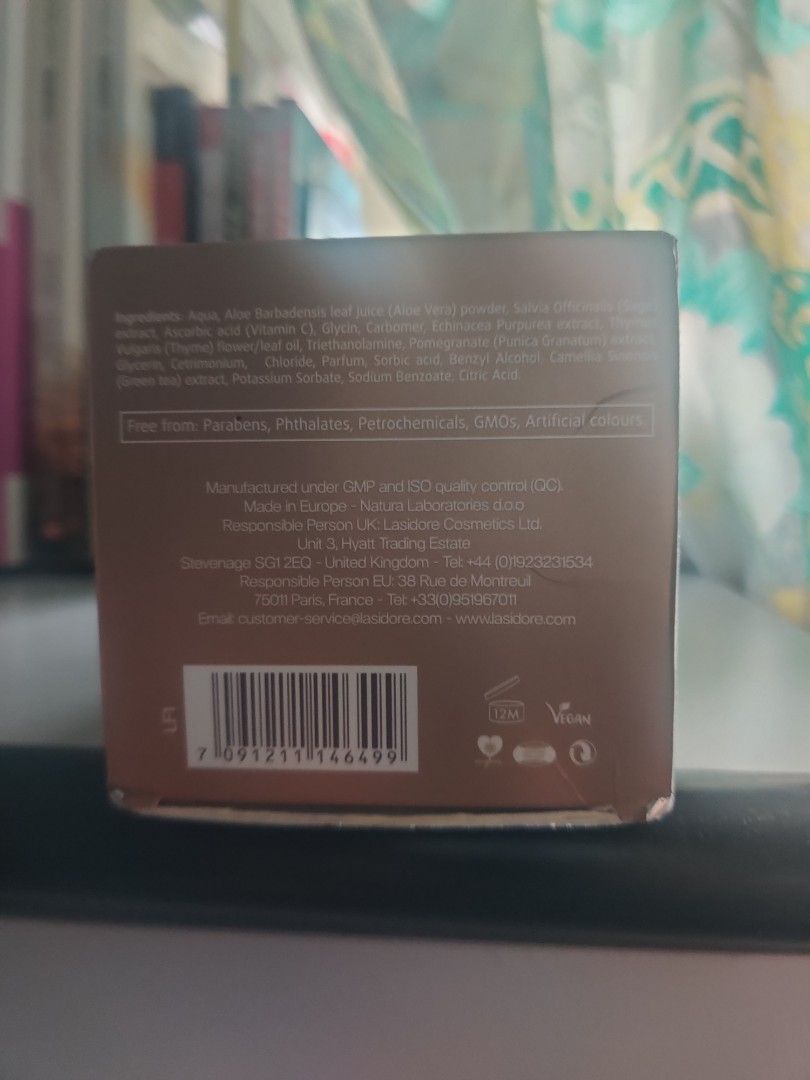 Ingredients: Aqua, Aloe Barbadensis leaf juice (Aloe Vera) powder, Salvia Officinalis (Sage)
extract, Ascorbic acid (Vitamin C), Glycin, Carbomer, Echinacea Purpurea extract, Thymus
Vulgaris (Thyme) flower/leaf oil, Triethanolamine, Pomegranate (Punica Granatum) extract,
Glycerin, Cetrimonium, Chloride, Parfum, Sorbic acid, Benzyl Alcohol, Camellia Sinensis
(Green tea) extract, Potassium Sorbate, Sodium Benzoate, Citric Acid.
Free from: Parabens, Phthalates, Petrochemicals, GMOs, Artificial colours.
Manufactured under GMP and ISO quality control (QC).
Made in Europe - Natura Laboratories d.o.o
Responsible Person UK: Lasidore Cosmetics Ltd.
Unit 3, Hyatt Trading Estate
Stevenage SG1 2EQ - United Kingdom - Tel: +44 (0)1923231534
Responsible Person EU: 38 Rue de Montreuil
75011 Paris, France - Tel: +33(0)951967011
Email: customer-service@lasidore.com - www.lasidore.com
LF1
12M
VEGAN
7 091211 146499